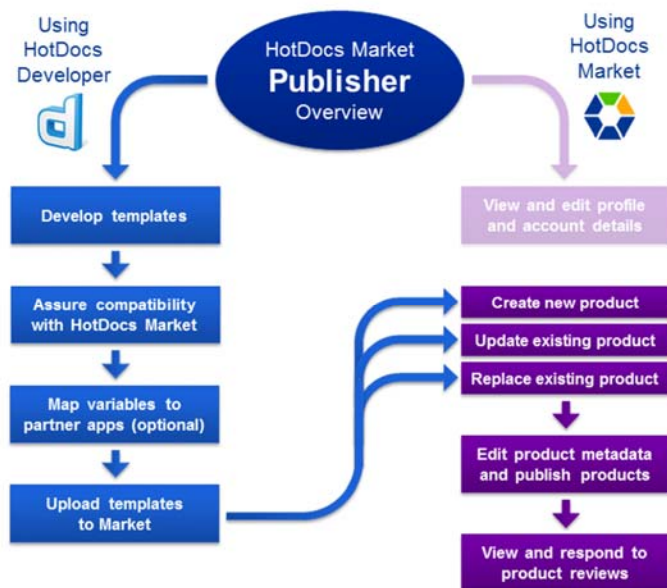 Using
HotDocs
Developer
HotDocs Market
Publisher
Overview
Using
HotDocs
Market
Develop templates
Assure compatibility
with HotDocs Market
Map variables to
partner apps (optional)
Upload templates
to Market
View and edit profile
and account details
Create new product
Update existing product
Replace existing product
Edit product metadata
and publish products
View and respond to
product reviews